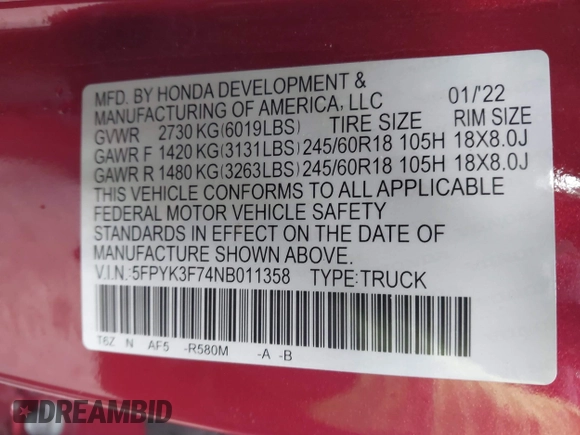 MFD. BY HONDA DEVELOPMENT &
MANUFACTURING OF AMERICA, LLC 01/'22
GVWR 2730 KG(6019LBS) TIRE SIZE RIM SIZE
GAWR F 1420 KG(3131LBS) 245/60R18 105H 18X8.0J
GAWR R 1480 KG(3263LBS) 245/60R18 105H 18X8.0J
THIS VEHICLE CONFORMS TO ALL APPLICABLE
FEDERAL MOTOR VEHICLE SAFETY
STANDARDS IN EFFECT ON THE DATE OF
MANUFACTURE SHOWN ABOVE.
V.I.N.:5FPYK3F74NB011358 TYPE:TRUCK
T6Z N AF5 -R580M -A -B
DREAMBID